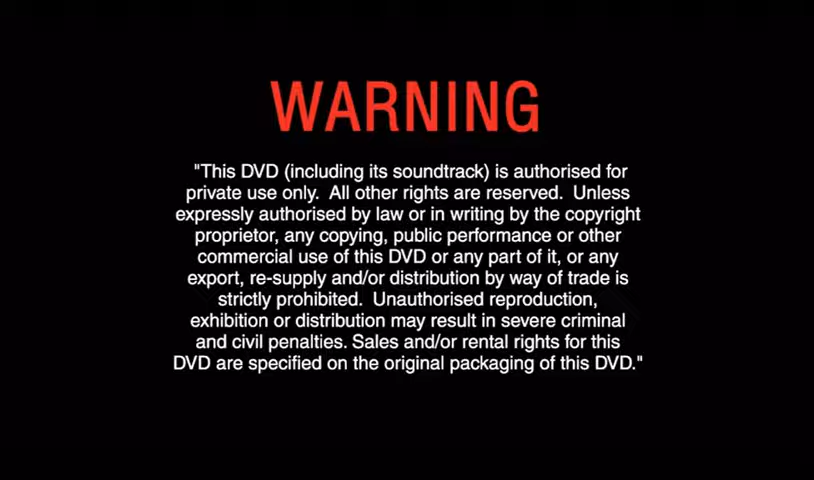 WARNING
"This DVD (including its soundtrack) is authorised for
private use only.  All other rights are reserved.  Unless
expressly authorised by law or in writing by the copyright
proprietor, any copying, public performance or other
commercial use of this DVD or any part of it, or any
export, re-supply and/or distribution by way of trade is
strictly prohibited.  Unauthorised reproduction,
exhibition or distribution may result in severe criminal
and civil penalties. Sales and/or rental rights for this
DVD are specified on the original packaging of this DVD."